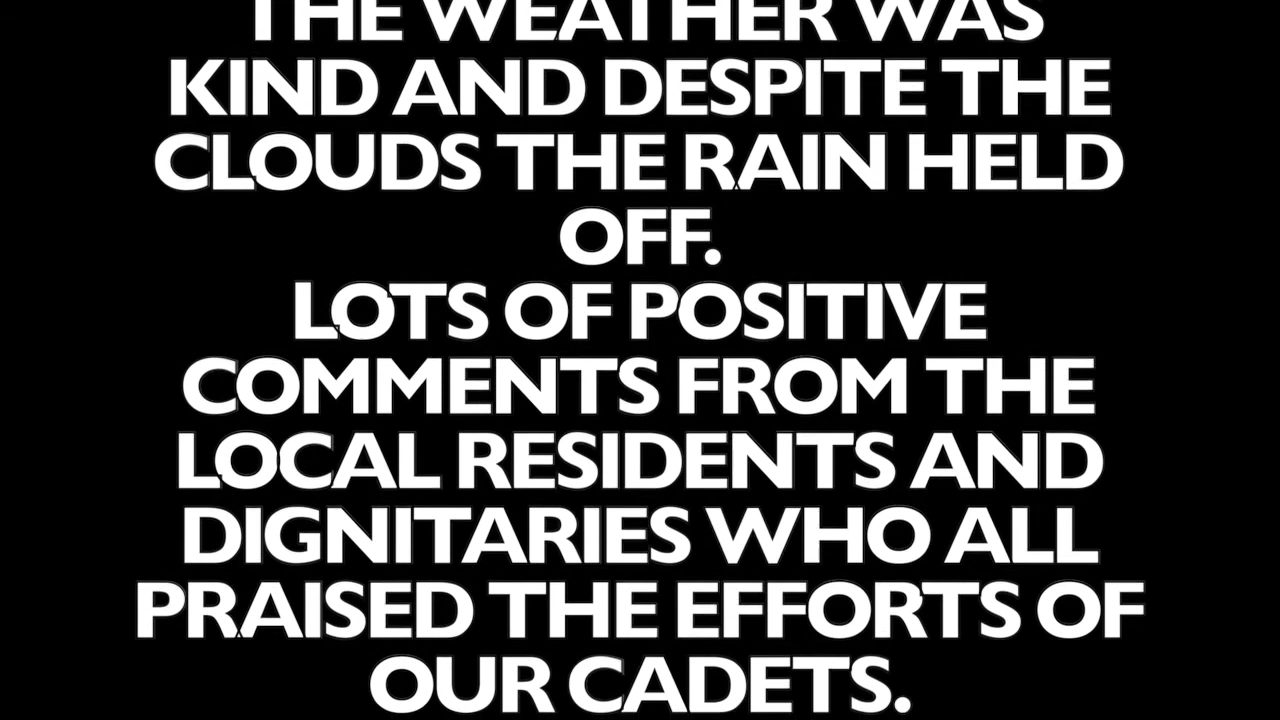 THE WEATHER WAS
KIND AND DESPITE THE
CLOUDS THE RAIN HELD
OFF.
LOTS OF POSITIVE
COMMENTS FROM THE
LOCAL RESIDENTS AND
DIGNITARIES WHO ALL
PRAISED THE EFFORTS OF
OUR CADETS.